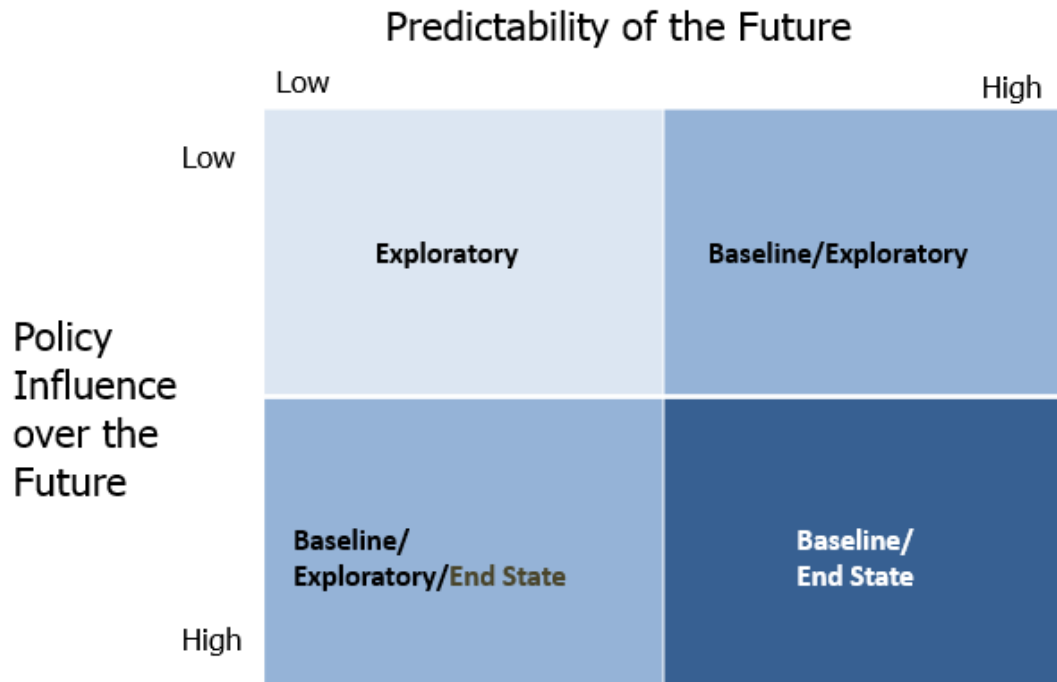 Predictability of the Future
Low
High
Low
Exploratory
Baseline/Exploratory
Policy
Influence
over the
Future
Baseline/
Exploratory/End State
Baseline/
End State
High